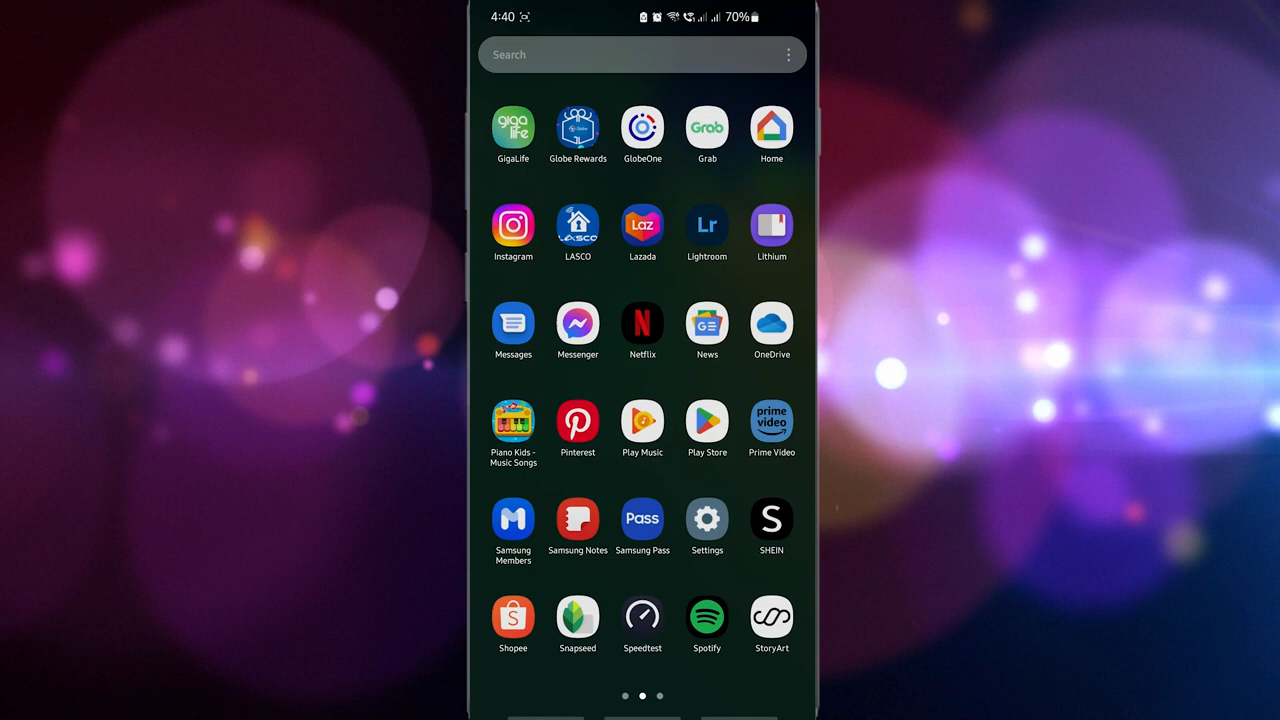 4:40 70%
Search
giga
life
Globe
Grab
GigaLife Globe Rewards GlobeOne Grab Home
LASCO Laz Lr
Instagram LASCO Lazada Lightroom Lithium
N GE
Messages Messenger Netflix News OneDrive
prime
video
Piano Kids - Pinterest Play Music Play Store Prime Video
Music Songs
Pass S
Samsung Samsung Notes Samsung Pass Settings SHEIN
Members
S
Shopee Snapseed Speedtest Spotify StoryArt